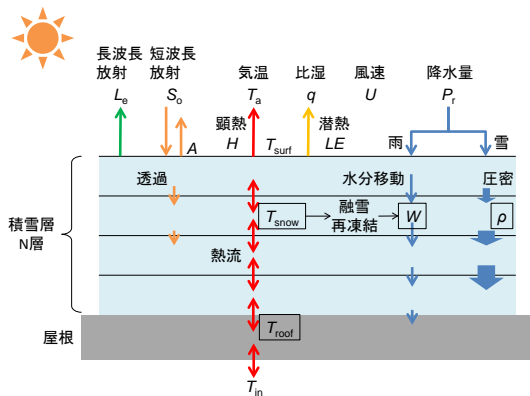 長波長 短波長 気温 比湿 風速 降水量
放射 放射
Le So Ta q U Pr
顕熱 潜熱
A H Tsurf LE 雨 雪
透過 水分移動 圧密
Tsnow 融雪 W ρ
再凍結
積雪層
N層
熱流
屋根 Troof
Tin